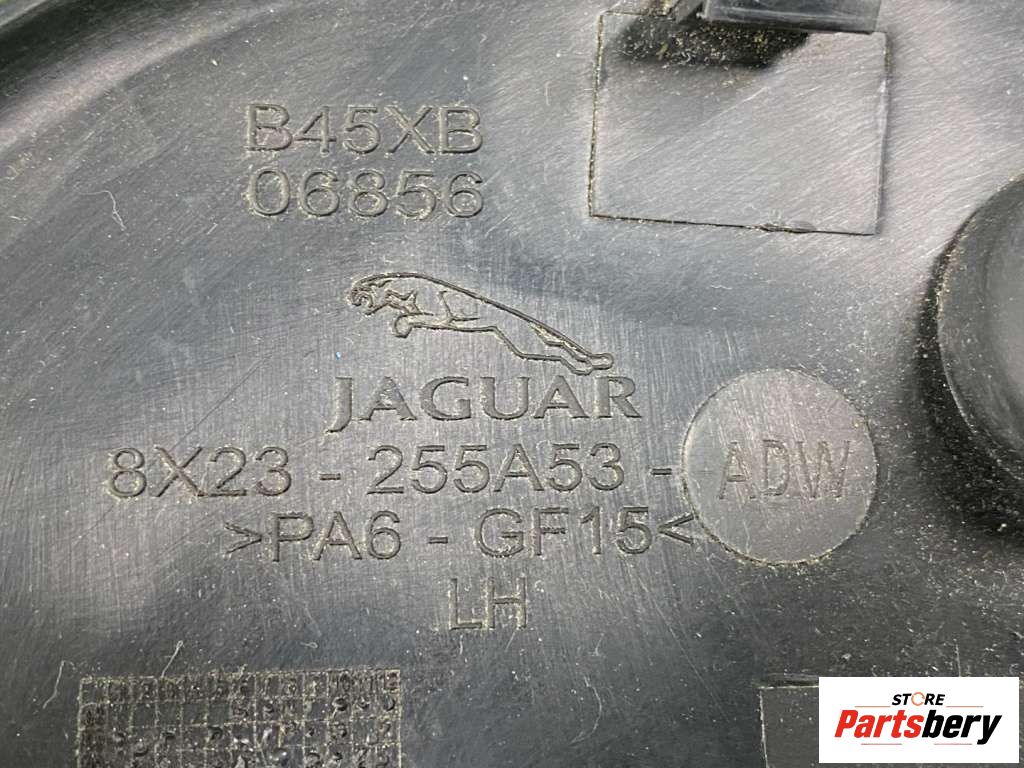 B45XB
06856
JAGUAR
8X23 - 255A53 - ADW
>PA6 - GF15<
LH
STORE
Partsbery